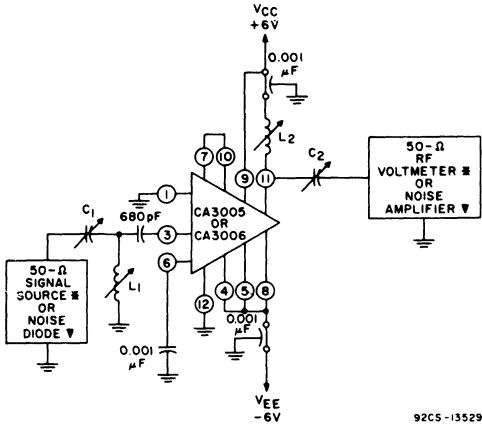 VCC
+6V
0.001
µF
L2
7 10
C2
50-Ω
RF
VOLTMETER *
OR
NOISE
AMPLIFIER ▼
9 11
1
CA3005
OR
CA3006
C1
680pF
3
6
L1
50-Ω
SIGNAL
SOURCE *
OR
NOISE
DIODE ▼
12 4 5 8
0.001
µF
0.001
µF
VEE
-6V
92CS-13529